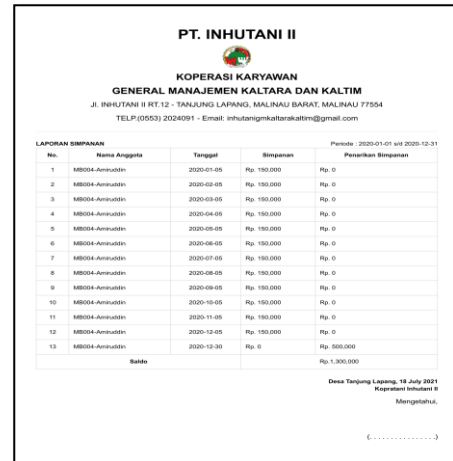 PT. INHUTANI II
KOPERASI KARYAWAN
GENERAL MANAJEMEN KALTARA DAN KALTIM
Jl. INHUTANI II RT.12 - TANJUNG LAPANG, MALINAU BARAT, MALINAU 77554
TELP.(0553) 2024091 - Email: inhutanigmkaltarakaltim@gmail.com
LAPORAN SIMPANAN Periode : 2020-01-01 s/d 2020-12-31
No. Nama Anggota Tanggal Simpanan Penarikan Simpanan
1 MB004-Amiruddin 2020-01-05 Rp. 150,000 Rp. 0
2 MB004-Amiruddin 2020-02-05 Rp. 150,000 Rp. 0
3 MB004-Amiruddin 2020-03-05 Rp. 150,000 Rp. 0
4 MB004-Amiruddin 2020-04-05 Rp. 150,000 Rp. 0
5 MB004-Amiruddin 2020-05-05 Rp. 150,000 Rp. 0
6 MB004-Amiruddin 2020-06-05 Rp. 150,000 Rp. 0
7 MB004-Amiruddin 2020-07-05 Rp. 150,000 Rp. 0
8 MB004-Amiruddin 2020-08-05 Rp. 150,000 Rp. 0
9 MB004-Amiruddin 2020-09-05 Rp. 150,000 Rp. 0
10 MB004-Amiruddin 2020-10-05 Rp. 150,000 Rp. 0
11 MB004-Amiruddin 2020-11-05 Rp. 150,000 Rp. 0
12 MB004-Amiruddin 2020-12-05 Rp. 150,000 Rp. 0
13 MB004-Amiruddin 2020-12-30 Rp. 0 Rp. 500,000
Saldo Rp.1,300,000
Desa Tanjung Lapang, 18 July 2021
Kopratani Inhutani II
Mengetahui,
(. . . . . . . . . . . . . . . .)